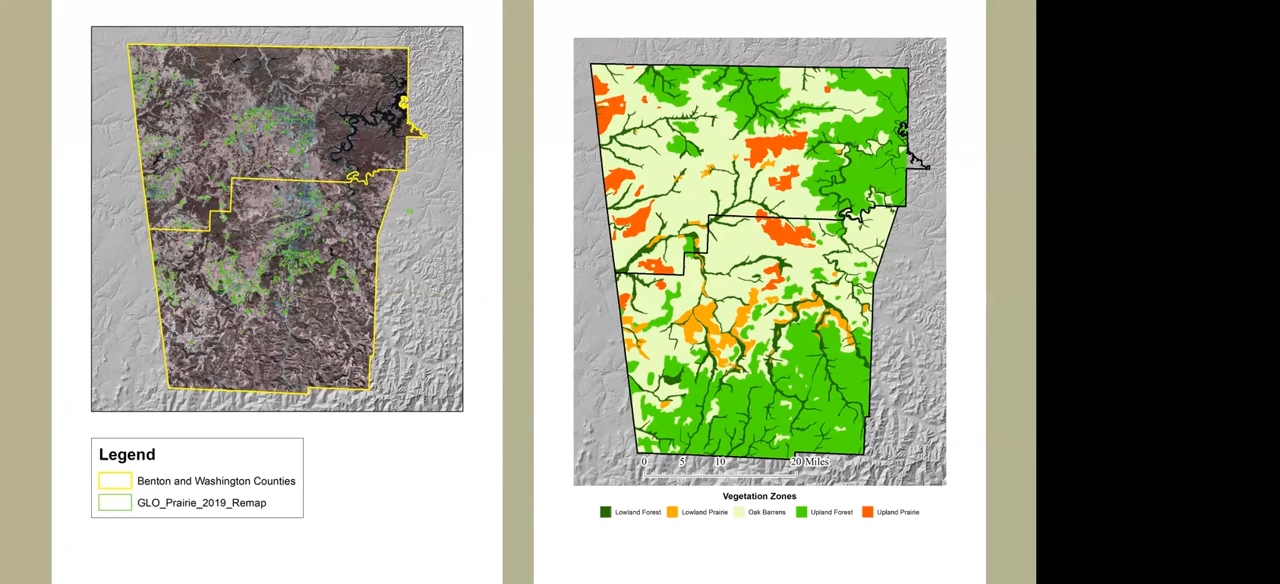 Legend
Benton and Washington Counties
GLO_Prairie_2019_Remap
0 5 10 20 Miles
Vegetation Zones
Lowland Forest Lowland Prairie Oak Barrens Upland Forest Upland Prairie